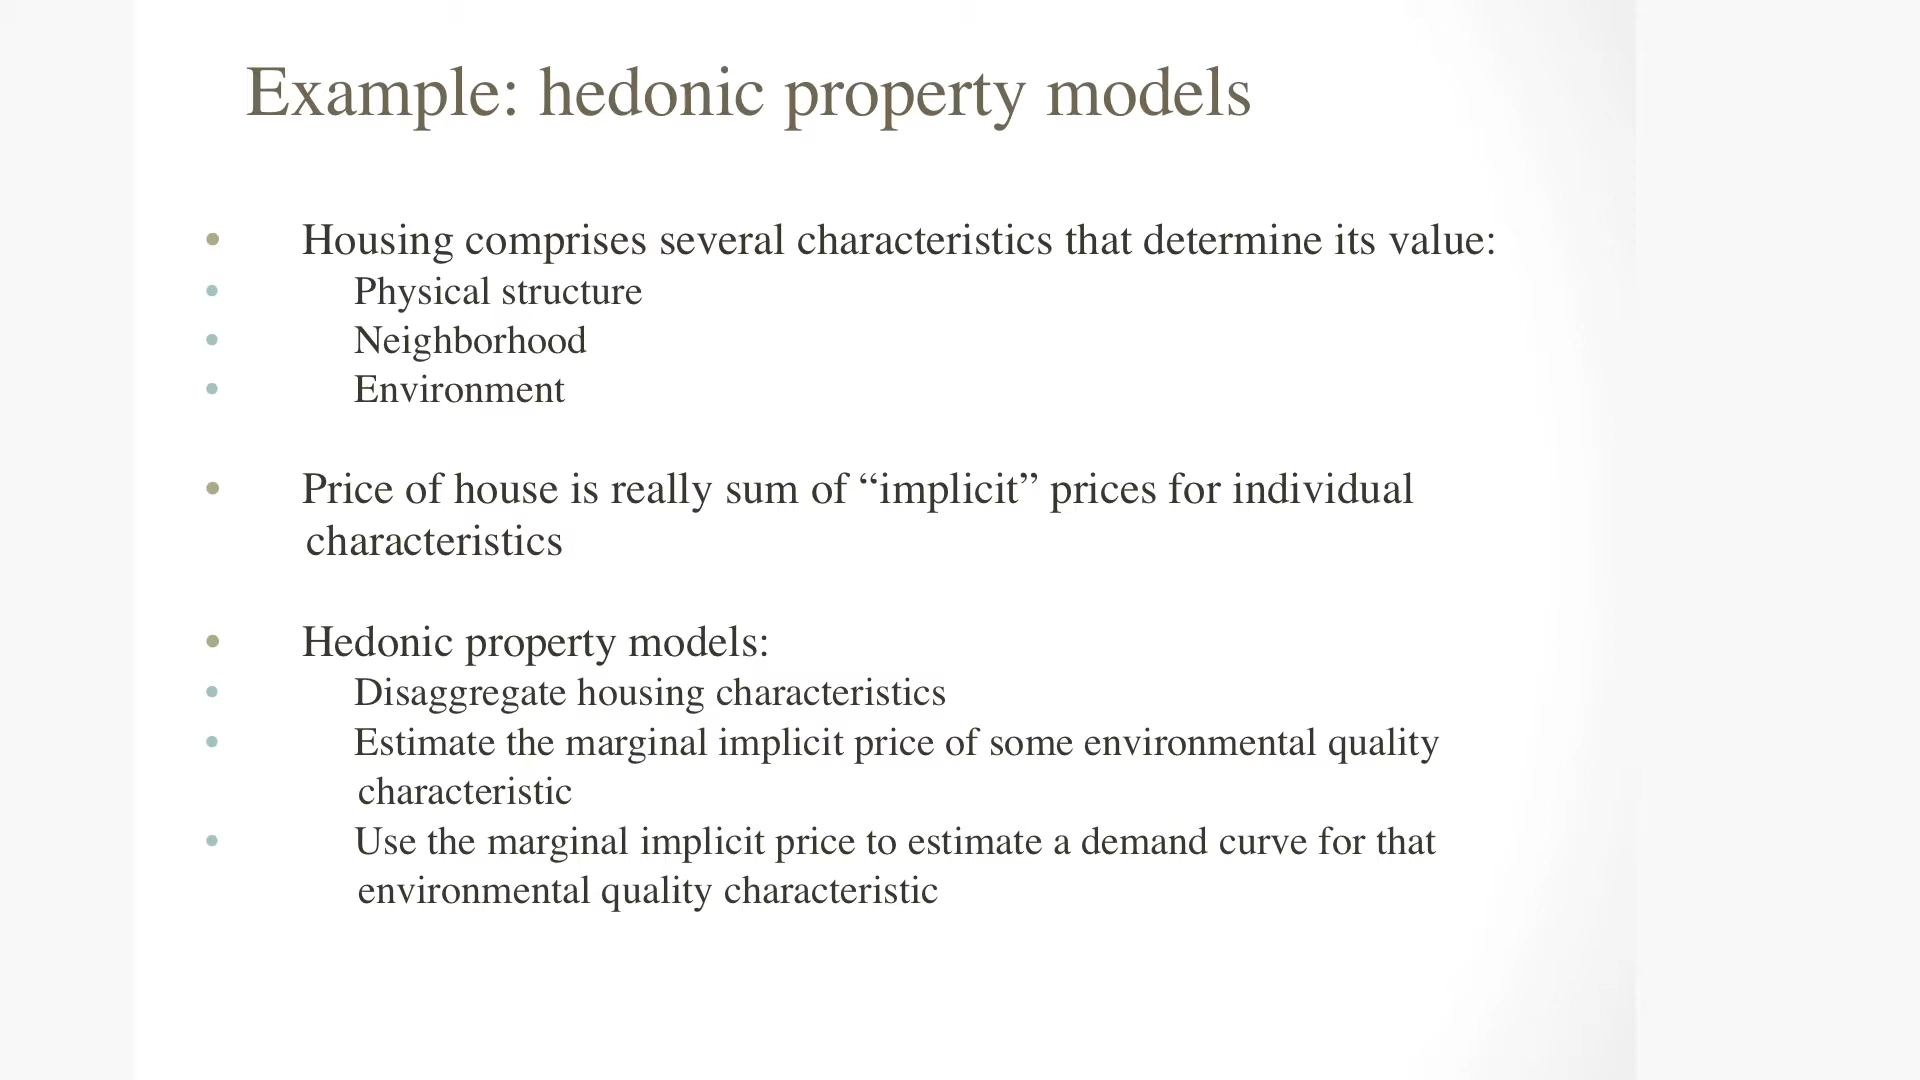 Example: hedonic property models
• Housing comprises several characteristics that determine its value:
• Physical structure
• Neighborhood
• Environment
• Price of house is really sum of “implicit” prices for individual
characteristics
• Hedonic property models:
• Disaggregate housing characteristics
• Estimate the marginal implicit price of some environmental quality
characteristic
• Use the marginal implicit price to estimate a demand curve for that
environmental quality characteristic